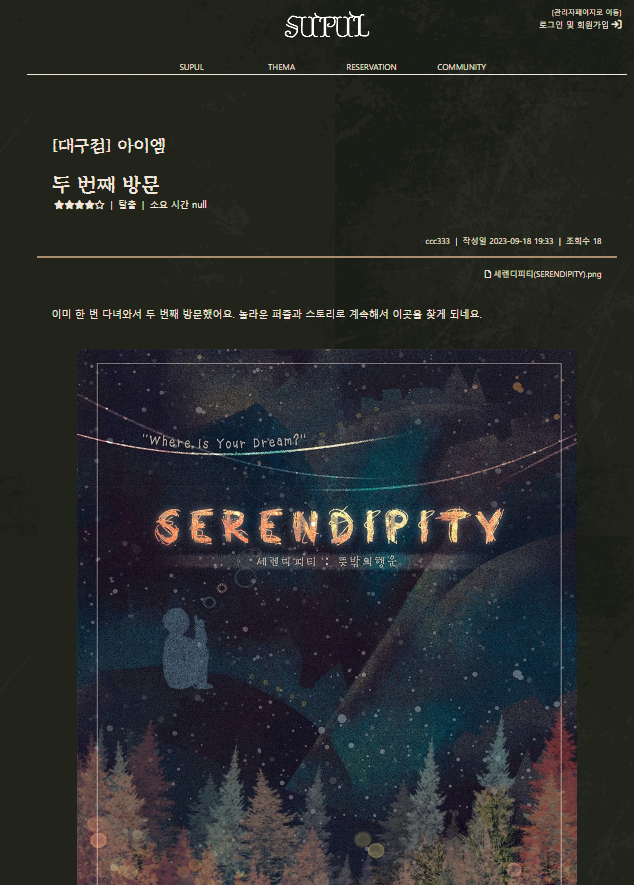 SUPUL
[관리자페이지로 이동]
로그인 및 회원가입
SUPUL THEMA RESERVATION COMMUNITY
[대구점] 아이엠
두 번째 방문
★★★★☆ | 탈출 | 소요 시간 null
ccc333 | 작성일 2023-09-18 19:33 | 조회수 18
세렌디피티(SERENDIPITY).png
이미 한 번 다녀와서 두 번째 방문했어요. 놀라운 퍼즐과 스토리로 계속해서 이곳을 찾게 되네요.
"Where Is Your Dream?"
SERENDIPITY
세렌디피티 : 뜻밖의행운